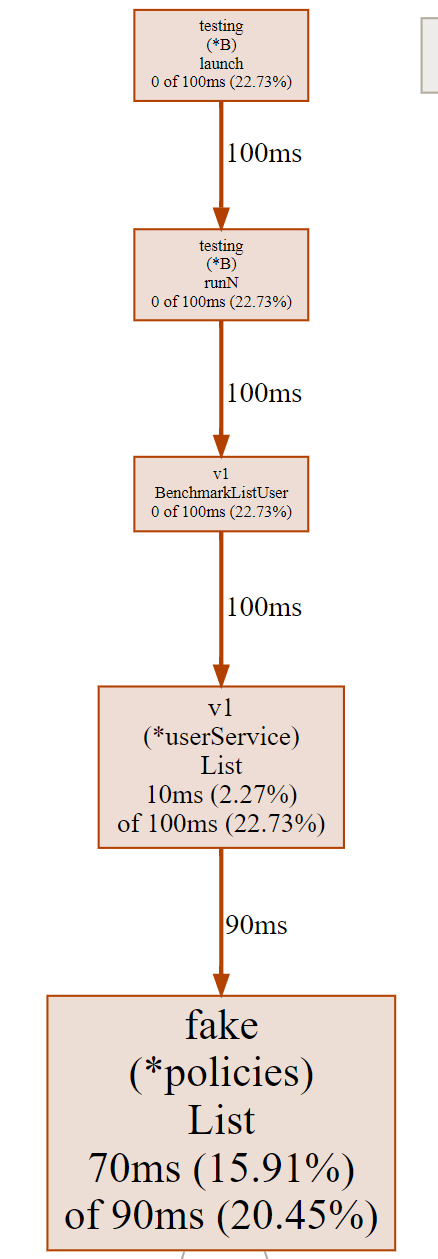 testing
(*B)
launch
0 of 100ms (22.73%)
100ms
testing
(*B)
runN
0 of 100ms (22.73%)
100ms
v1
BenchmarkListUser
0 of 100ms (22.73%)
100ms
v1
(*userService)
List
10ms (2.27%)
of 100ms (22.73%)
90ms
fake
(*policies)
List
70ms (15.91%)
of 90ms (20.45%)